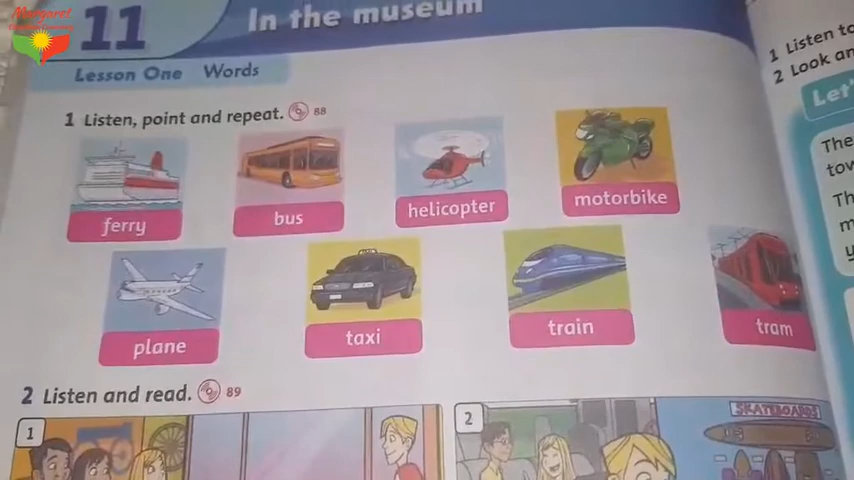 Margaret
11
In the museum
Lesson One Words
1 Listen, point and repeat. 88
ferry
bus
helicopter
motorbike
plane
taxi
train
tram
2 Listen and read. 89
1
2
SKATEBOARDS
1 Listen to
2 Look an
Let's
The
tow
Th
m
y